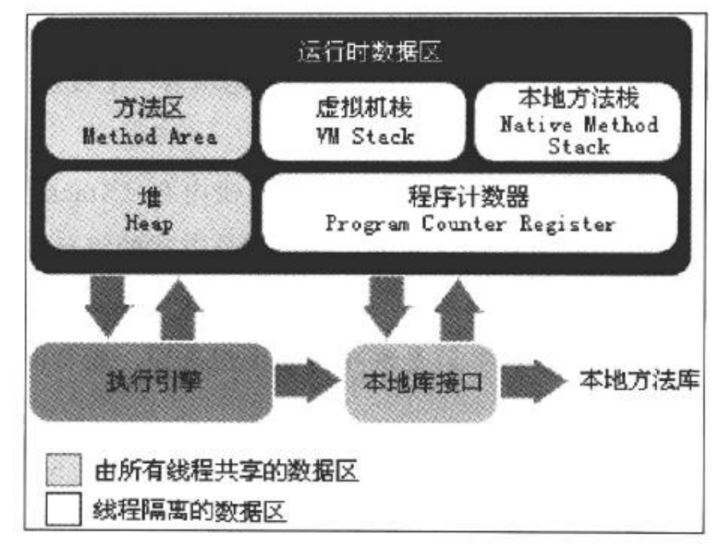 运行时数据区
方法区
Method Area
虚拟机栈
VM Stack
本地方法栈
Native Method
Stack
堆
Heap
程序计数器
Program Counter Register
执行引擎
本地库接口
本地方法库
由所有线程共享的数据区
线程隔离的数据区